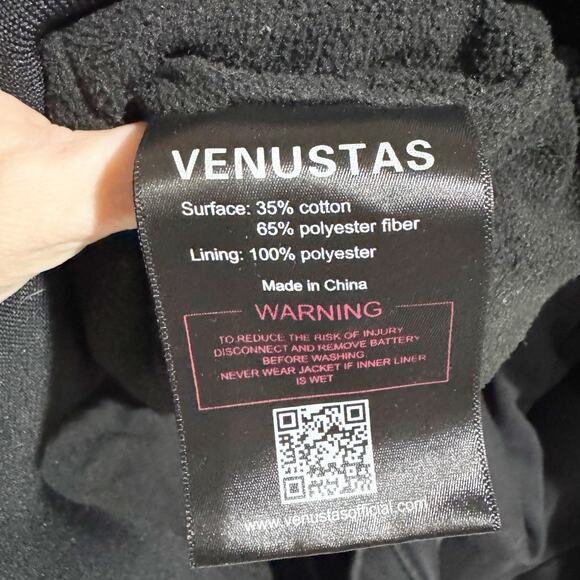 VENUSTAS
Surface: 35% cotton
65% polyester fiber
Lining: 100% polyester
Made in China
WARNING
TO REDUCE THE RISK OF INJURY
DISCONNECT AND REMOVE BATTERY
BEFORE WASHING.
NEVER WEAR JACKET IF INNER LINER
IS WET
www.venustasofficial.com